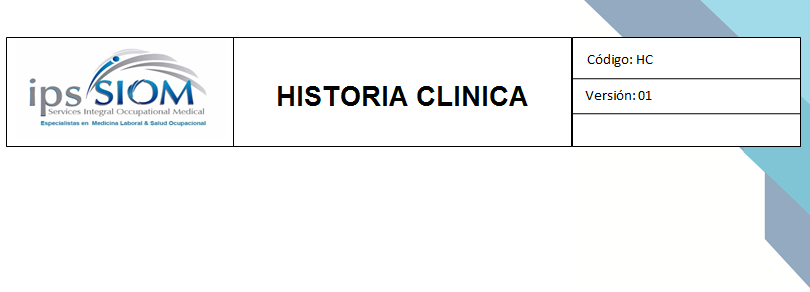 ips SIOM
Services Integral Occupational Medical
Especialistas en Medicina Laboral & Salud Ocupacional
HISTORIA CLINICA
Código: HC
Versión: 01